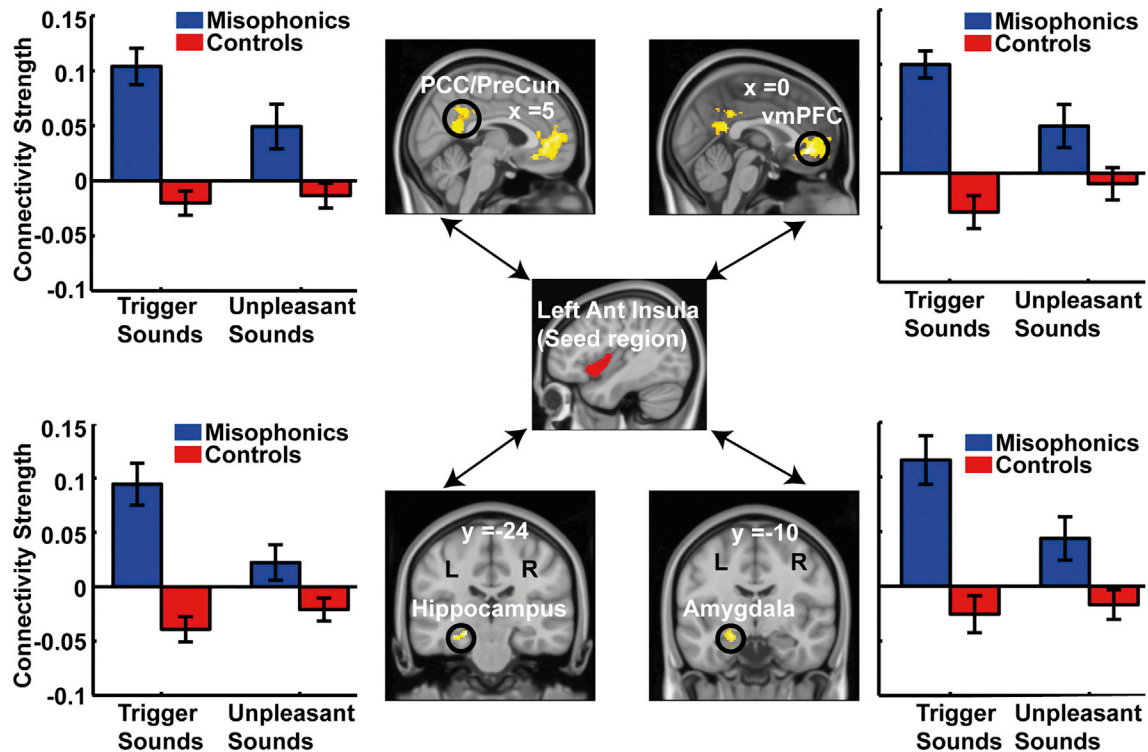 0.15
0.1
0.05
0
-0.05
-0.1
Connectivity Strength
Misophonics
Controls
Trigger
Sounds
Unpleasant
Sounds
PCC/PreCun
x =5
x =0
vmPFC
Misophonics
Controls
Trigger
Sounds
Unpleasant
Sounds
Left Ant Insula
(Seed region)
0.15
0.1
0.05
0
-0.05
-0.1
Connectivity Strength
Misophonics
Controls
Trigger
Sounds
Unpleasant
Sounds
y =-24
L
R
Hippocampus
y =-10
L
R
Amygdala
Misophonics
Controls
Trigger
Sounds
Unpleasant
Sounds